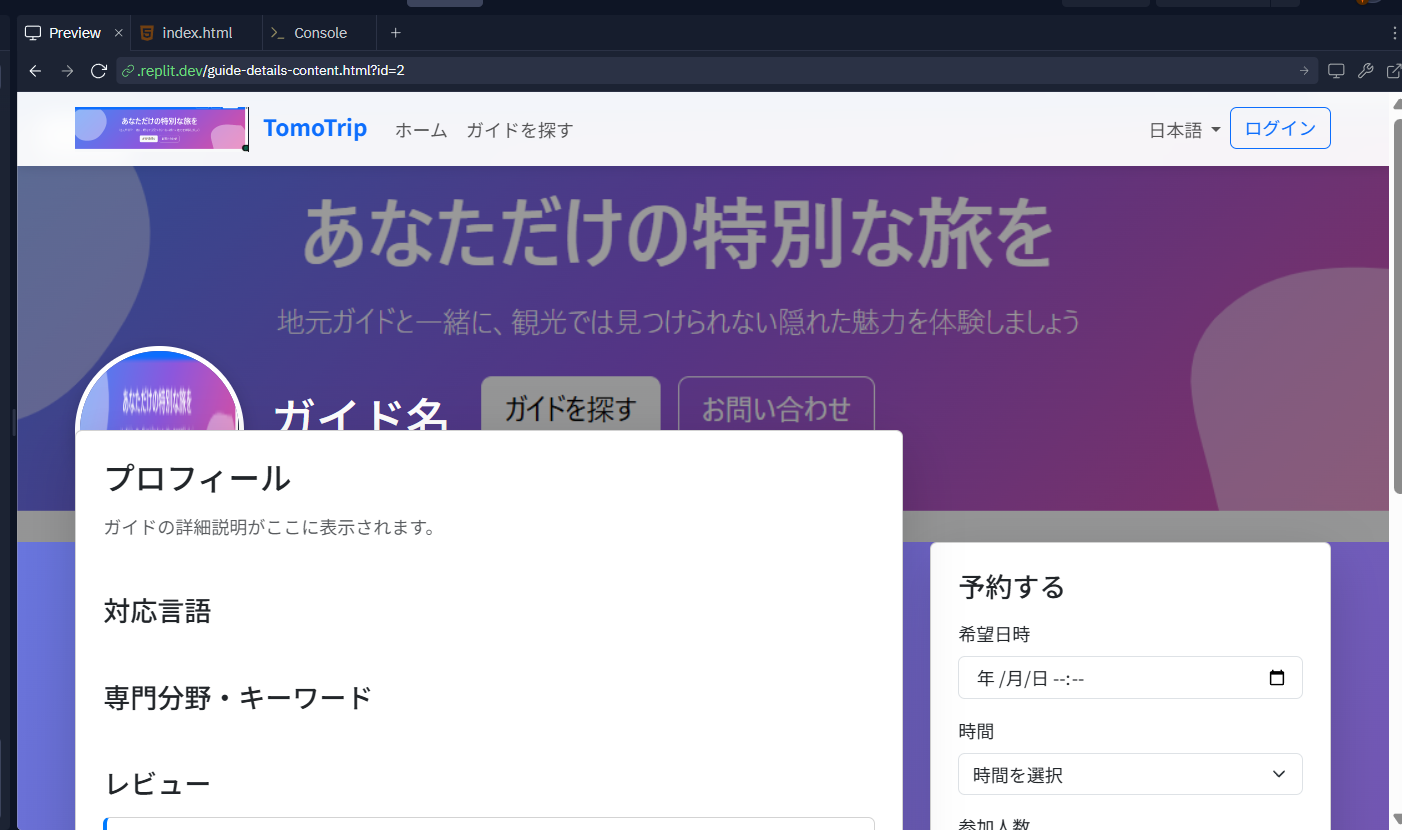 Preview
index.html
Console
.replit.dev/guide-details-content.html?id=2
あなただけの特別な旅を
TomoTrip
ホーム
ガイドを探す
日本語
ログイン
あなただけの特別な旅を
地元ガイドと一緒に、観光では見つけられない隠れた魅力を体験しましょう
あなただけの特別な旅を
ガイド名
ガイドを探す
お問い合わせ
プロフィール
ガイドの詳細説明がここに表示されます。
対応言語
専門分野・キーワード
レビュー
予約する
希望日時
年 /月/日 --:--
時間
時間を選択
参加人数